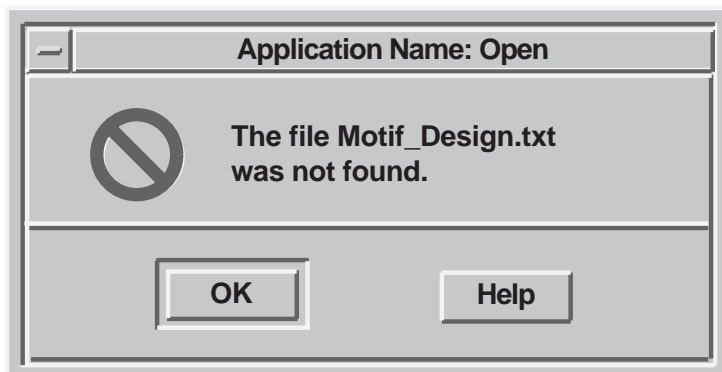 Application Name: Open
The file Motif_Design.txt
was not found.
OK
Help